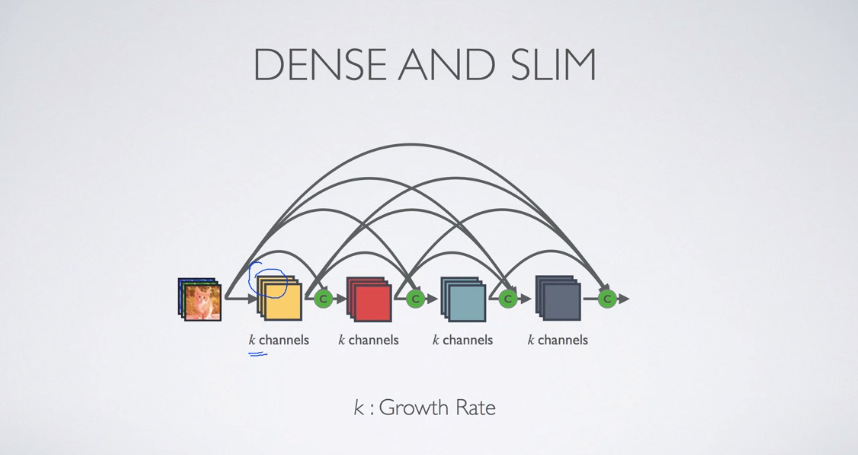 DENSE AND SLIM
C C C C
k channels k channels k channels k channels
k : Growth Rate